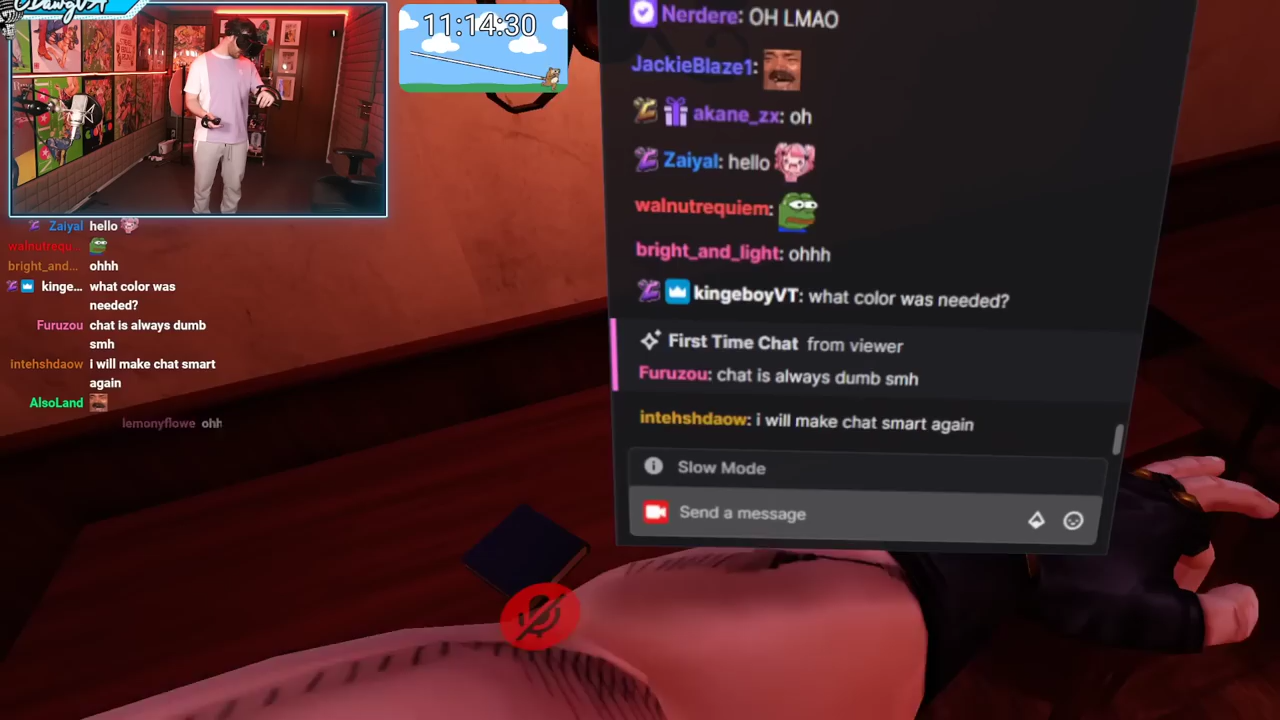 CDawgVA
11:14:30
Nerdere: OH LMAO
JackieBlaze1:
akane_zx: oh
Zaiyal: hello
walnutrequiem:
bright_and_light: ohhh
kingeboyVT: what color was needed?
First Time Chat from viewer
Furuzou: chat is always dumb smh
intehshdaow: i will make chat smart again
Slow Mode
Send a message
Zaiyal hello
walnutrequ...
bright_and... ohhh
kinge... what color was
needed?
Furuzou chat is always dumb
smh
intehshdaow i will make chat smart
again
AlsoLand
lemonyflowe ohh